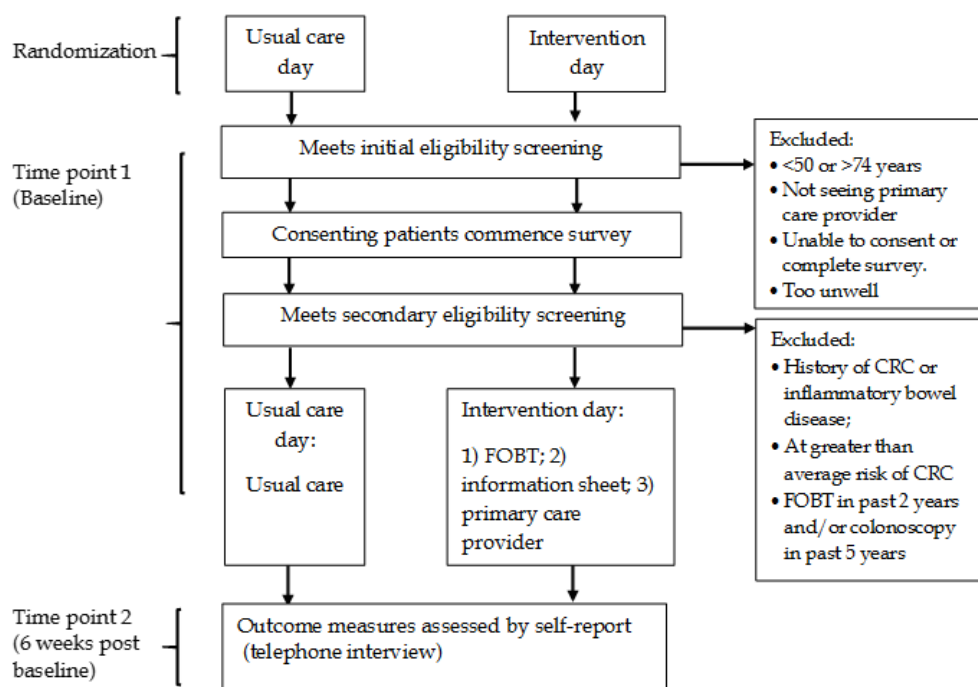 Randomization
Usual care
day
Intervention
day
Time point 1
(Baseline)
Meets initial eligibility screening
Excluded:
• <50 or >74 years
• Not seeing primary
care provider
• Unable to consent or
complete survey.
• Too unwell
Consenting patients commence survey
Meets secondary eligibility screening
Excluded:
• History of CRC or
inflammatory bowel
disease;
• At greater than
average risk of CRC
• FOBT in past 2 years
and/or colonoscopy
in past 5 years
Usual care
day:
Usual care
Intervention day:
1) FOBT; 2)
information sheet; 3)
primary care
provider
Time point 2
(6 weeks post
baseline)
Outcome measures assessed by self-report
(telephone interview)